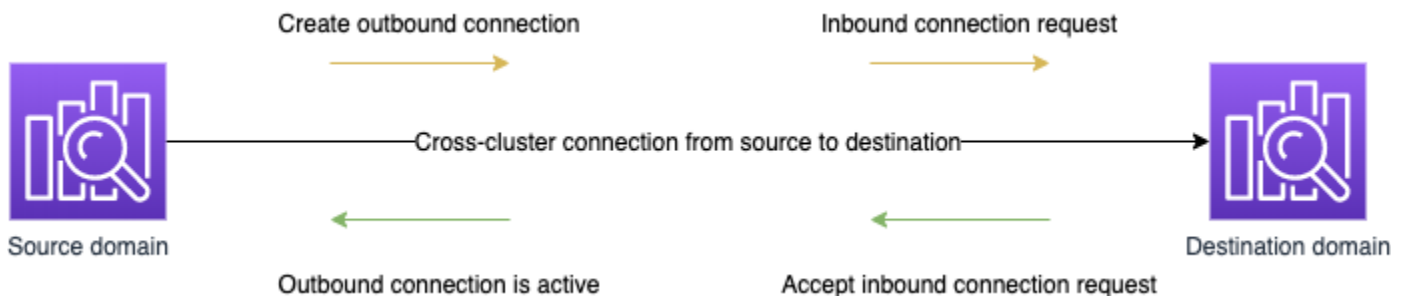 Create outbound connection
Inbound connection request
Cross-cluster connection from source to destination
Source domain
Destination domain
Outbound connection is active
Accept inbound connection request